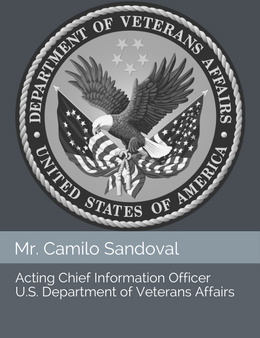 DEPARTMENT OF VETERANS AFFAIRS
UNITED STATES OF AMERICA
Mr. Camilo Sandoval
Acting Chief Information Officer
U.S. Department of Veterans Affairs